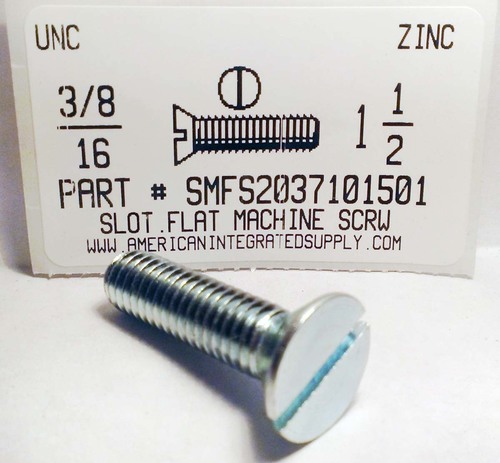 UNC ZINC
3/8 1 1/2
16
PART # SMFS2037101501
SLOT.FLAT MACHINE SCRW
WWW.AMERICANINTEGRATEDSUPPLY.COM